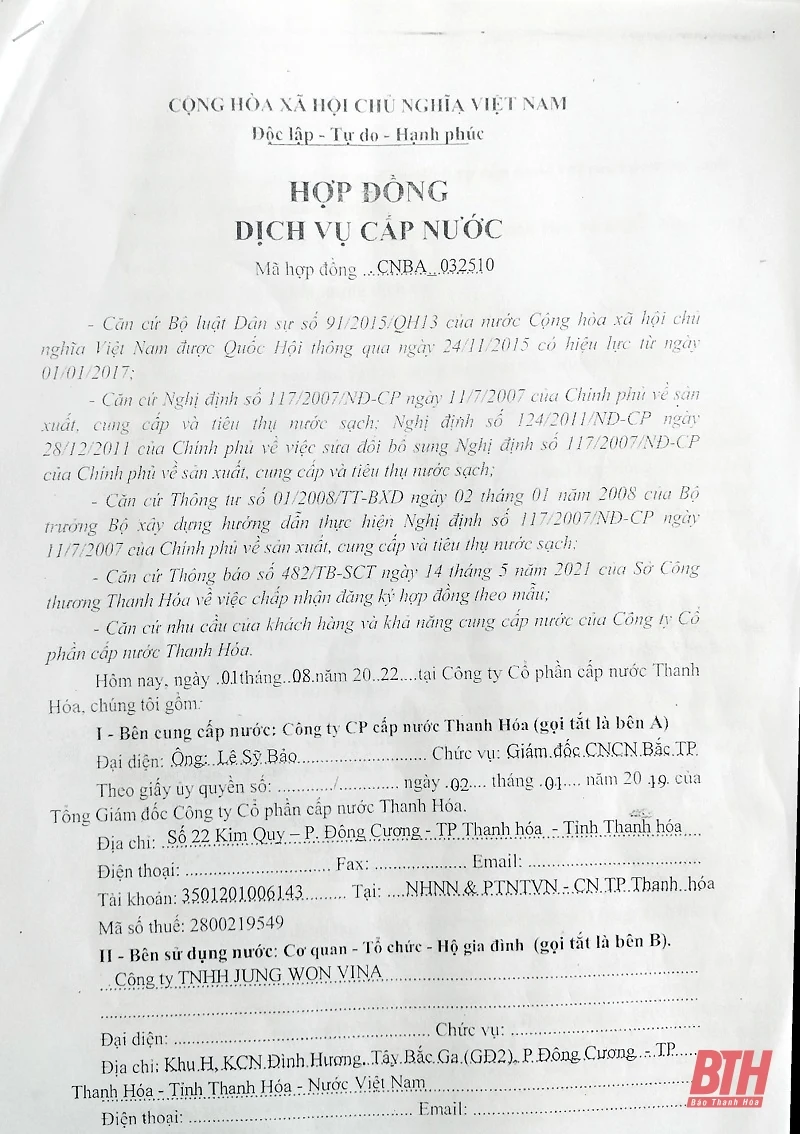 CỘNG HÒA XÃ HỘI CHỦ NGHĨA VIỆT NAM
Độc lập - Tự do - Hạnh phúc
HỢP ĐỒNG
DỊCH VỤ CẤP NƯỚC
Mã hợp đồng ...CNBA..032510
- Căn cứ Bộ luật Dân sự số 91/2015/QH13 của nước Cộng hòa xã hội chủ
nghĩa Việt Nam được Quốc Hội thông qua ngày 24/11/2015 có hiệu lực từ ngày
01/01/2017;
- Căn cứ Nghị định số 117/2007/NĐ-CP ngày 11/7/2007 của Chính phủ về sản
xuất, cung cấp và tiêu thụ nước sạch; Nghị định số 124/2011/NĐ-CP ngày
28/12/2011 của Chính phủ về việc sửa đổi bổ sung Nghị định số 117/2007/NĐ-CP
của Chính phủ về sản xuất, cung cấp và tiêu thụ nước sạch;
- Căn cứ Thông tư số 01/2008/TT-BXD ngày 02 tháng 01 năm 2008 của Bộ
trưởng Bộ xây dựng hướng dẫn thực hiện Nghị định số 117/2007/NĐ-CP ngày
11/7/2007 của Chính phủ về sản xuất, cung cấp và tiêu thụ nước sạch;
- Căn cứ Thông báo số 482/TB-SCT ngày 14 tháng 5 năm 2021 của Sở Công
thương Thanh Hóa về việc chấp nhận đăng ký hợp đồng theo mẫu;
- Căn cứ nhu cầu của khách hàng và khả năng cung cấp nước của Công ty Cổ
phần cấp nước Thanh Hóa.
Hôm nay, ngày .01tháng..08.năm 20..22....tại Công ty Cổ phần cấp nước Thanh
Hóa, chúng tôi gồm:
I - Bên cung cấp nước: Công ty CP cấp nước Thanh Hóa (gọi tắt là bên A)
Đại diện: Ông: Lê Sỹ Bảo............................ Chức vụ: Giám đốc CNCN Bắc TP
Theo giấy ủy quyền số: ............/............ ngày .02.... tháng .01.... năm 20 19. của
Tổng Giám đốc Công ty Cổ phần cấp nước Thanh Hóa.
Địa chỉ: Số 22 Kim Quy – P. Đông Cương - TP Thanh hóa - Tỉnh Thanh hóa
Điện thoại: ............................ Fax: ................ Email: ............................
Tài khoản: 3501201006143......... Tại: ....NHNN & PTNTVN - CN TP Thanh hóa
Mã số thuế: 2800219549
II - Bên sử dụng nước: Cơ quan - Tổ chức - Hộ gia đình (gọi tắt là bên B).
Công ty TNHH JUNG WON VINA
Đại diện: ................................................ Chức vụ: ................................
Địa chỉ: Khu H, KCN Đình Hương, Tây Bắc Ga (GĐ2), P Đông Cương - TP
Thanh Hóa - Tỉnh Thanh Hóa - Nước Việt Nam
Điện thoại: ............................................ Email: ................................
BTH
Báo Thanh Hóa